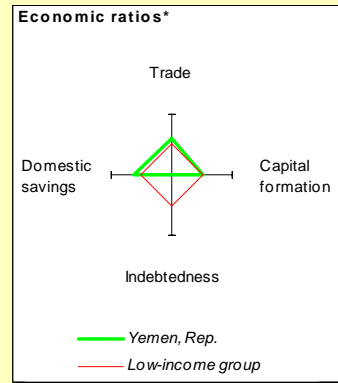 Economic ratios*
Trade
Domestic
savings
Capital
formation
Indebtedness
Yemen, Rep.
Low-income group